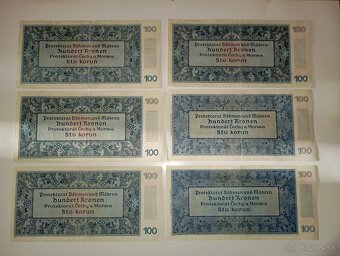 Protektorat Böhmen und Mähren
Hundert Kronen
Protektorát Čechy a Morava
Sto korun
100
100
Protektorat Böhmen und Mähren
Hundert Kronen
Protektorát Čechy a Morava
Sto korun
100
100
Protektorat Böhmen und Mähren
Hundert Kronen
Protektorát Čechy a Morava
Sto korun
100
100
Protektorat Böhmen und Mähren
Hundert Kronen
Protektorát Čechy a Morava
Sto korun
100
100
Protektorat Böhmen und Mähren
Hundert Kronen
Protektorát Čechy a Morava
Sto korun
100
100
Protektorat Böhmen und Mähren
Hundert Kronen
Protektorát Čechy a Morava
Sto korun
100
100